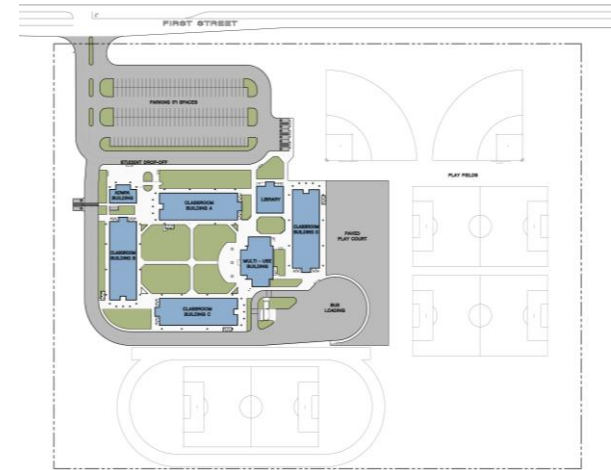 FIRST STREET
PARKING 171 SPACES
STUDENT DROP-OFF
PLAY FIELDS
ADMIN.
BUILDING
CLASSROOM
BUILDING A
LIBRARY
CLASSROOM
BUILDING D
PAVED
PLAY COURT
CLASSROOM
BUILDING B
MULTI - USE
BUILDING
CLASSROOM
BUILDING C
BUS
LOADING